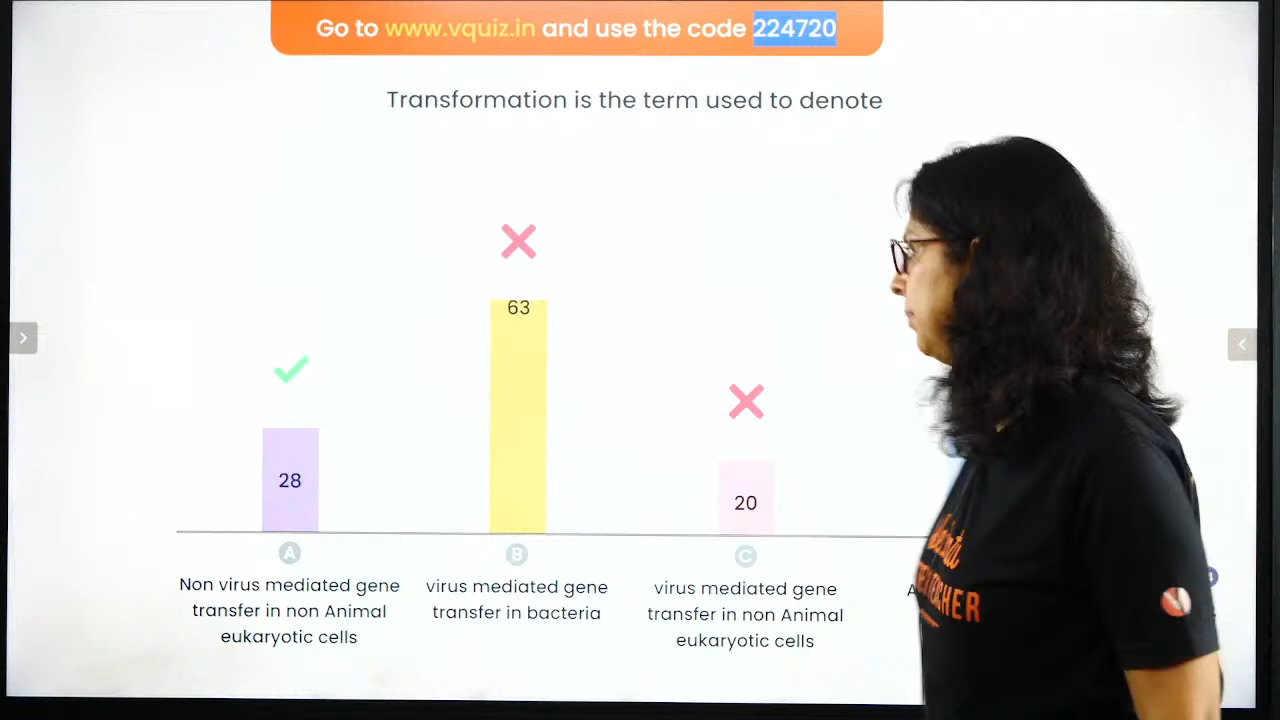 Go to www.vquiz.in and use the code 224720
Transformation is the term used to denote
63
28
20
A
B
C
Non virus mediated gene
transfer in non Animal
eukaryotic cells
virus mediated gene
transfer in bacteria
virus mediated gene
transfer in non Animal
eukaryotic cells